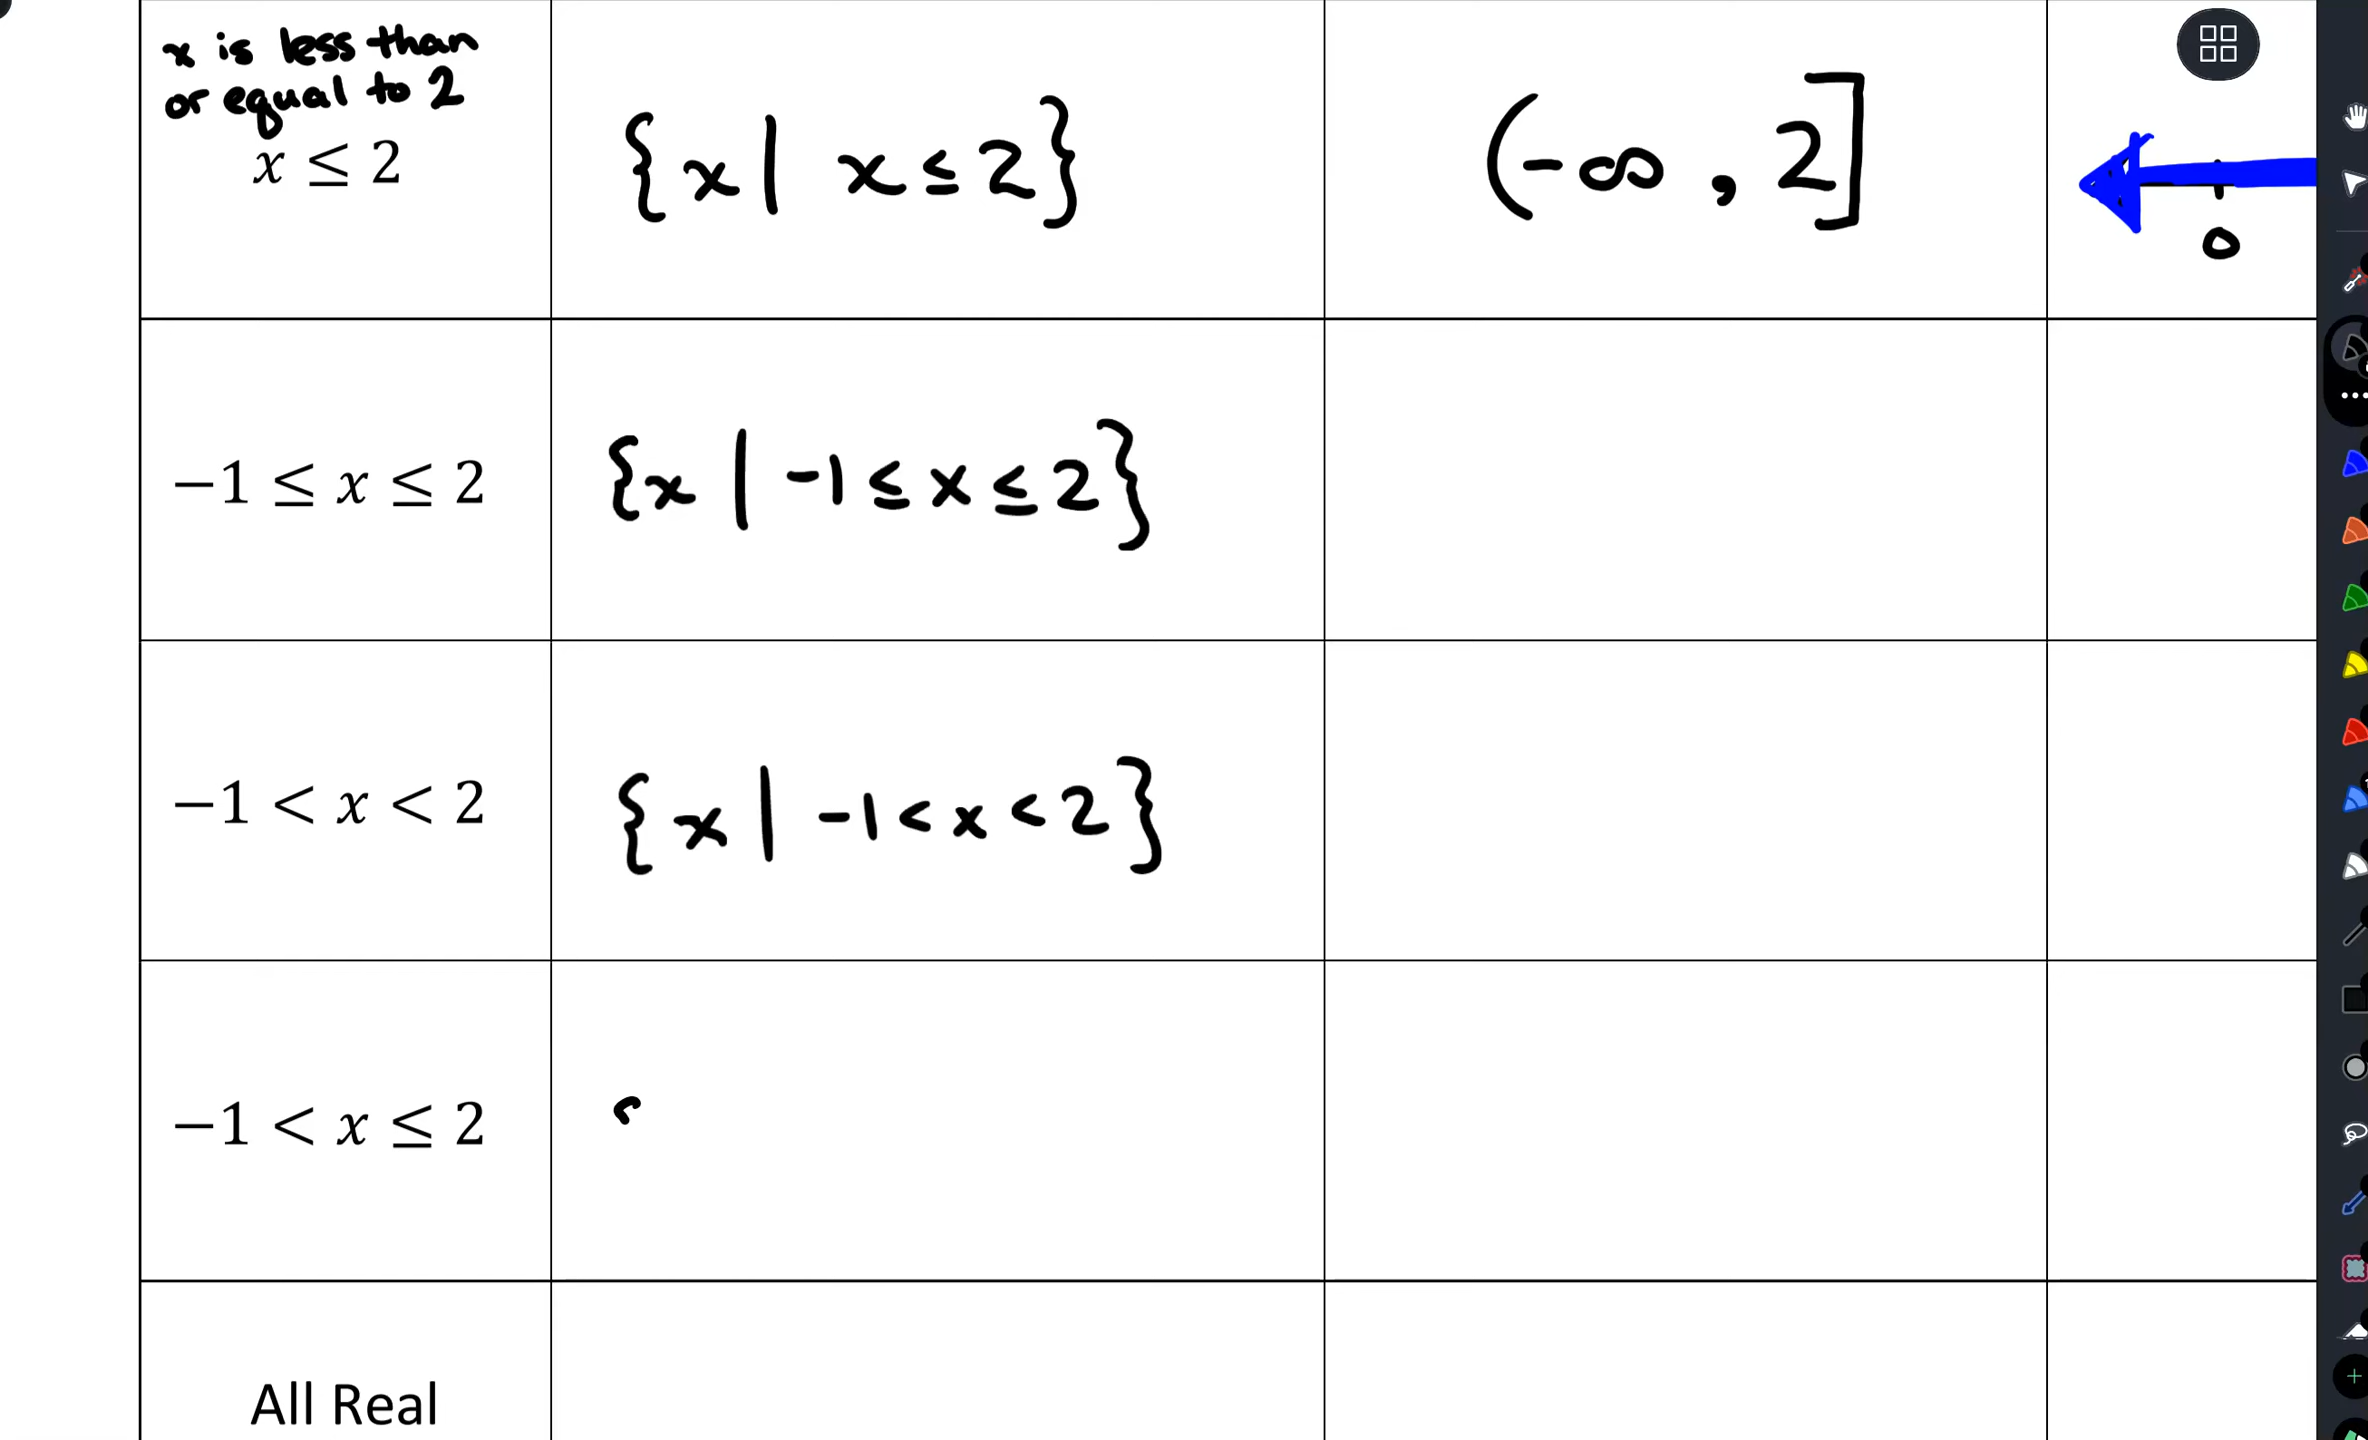 x is less than
or equal to 2
x ≤ 2
{x | x ≤ 2}
(-∞, 2]
0
−1 ≤ x ≤ 2
{x | -1 ≤ x ≤ 2}
−1 < x < 2
{x | -1 < x < 2}
−1 < x ≤ 2
All Real